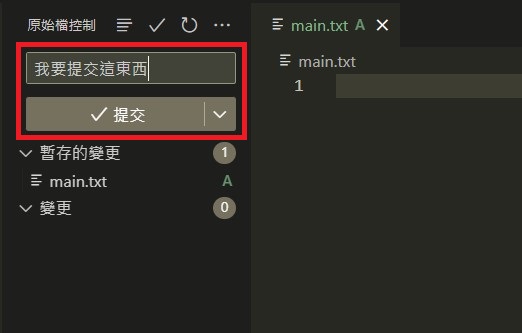 原始檔控制
main.txt A
main.txt
1
我要提交這東西
提交
暫存的變更 1
main.txt A
變更 0